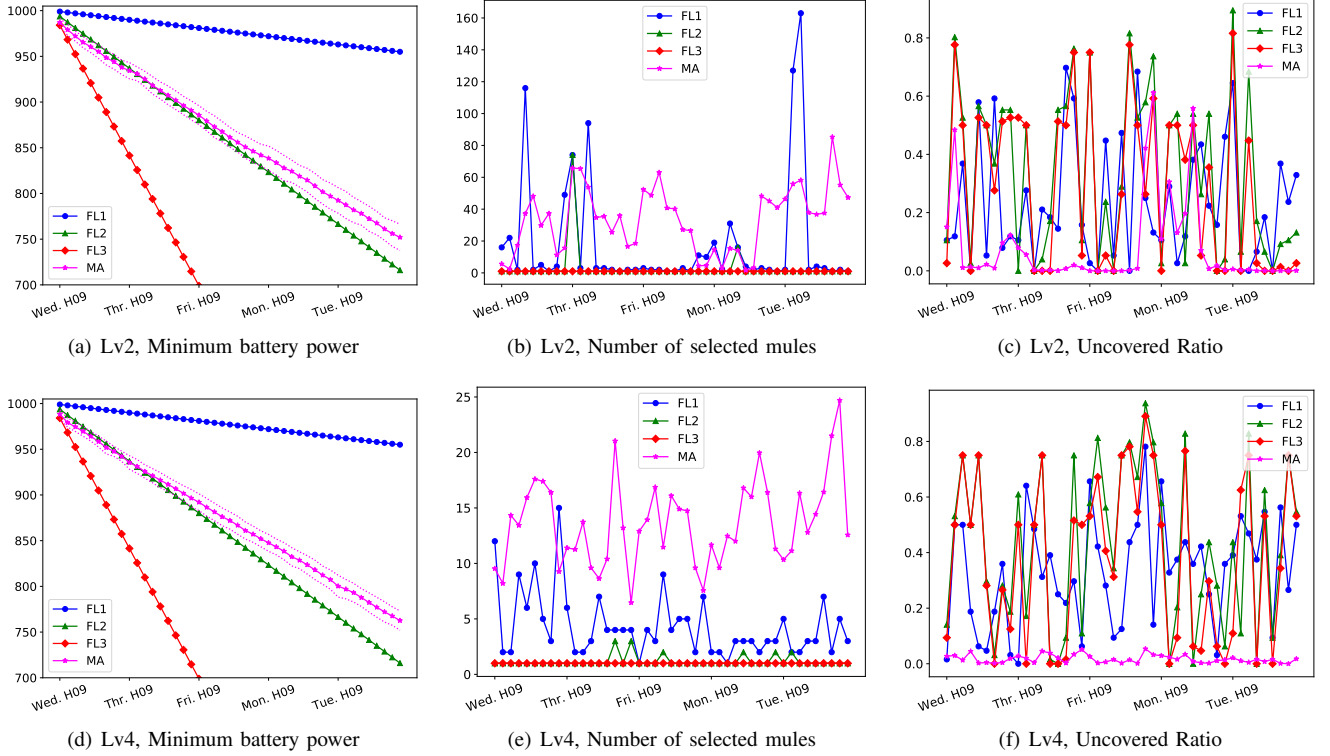 1000
950
900
850
800
750
700
FL1
FL2
FL3
MA
Wed. H09
Thr. H09
Fri. H09
Mon. H09
Tue. H09
(a) Lv2, Minimum battery power
160
140
120
100
80
60
40
20
0
FL1
FL2
FL3
MA
Wed. H09
Thr. H09
Fri. H09
Mon. H09
Tue. H09
(b) Lv2, Number of selected mules
0.8
0.6
0.4
0.2
0.0
FL1
FL2
FL3
MA
Wed. H09
Thr. H09
Fri. H09
Mon. H09
Tue. H09
(c) Lv2, Uncovered Ratio
1000
950
900
850
800
750
700
FL1
FL2
FL3
MA
Wed. H09
Thr. H09
Fri. H09
Mon. H09
Tue. H09
(d) Lv4, Minimum battery power
25
20
15
10
5
0
FL1
FL2
FL3
MA
Wed. H09
Thr. H09
Fri. H09
Mon. H09
Tue. H09
(e) Lv4, Number of selected mules
0.8
0.6
0.4
0.2
0.0
FL1
FL2
FL3
MA
Wed. H09
Thr. H09
Fri. H09
Mon. H09
Tue. H09
(f) Lv4, Uncovered Ratio